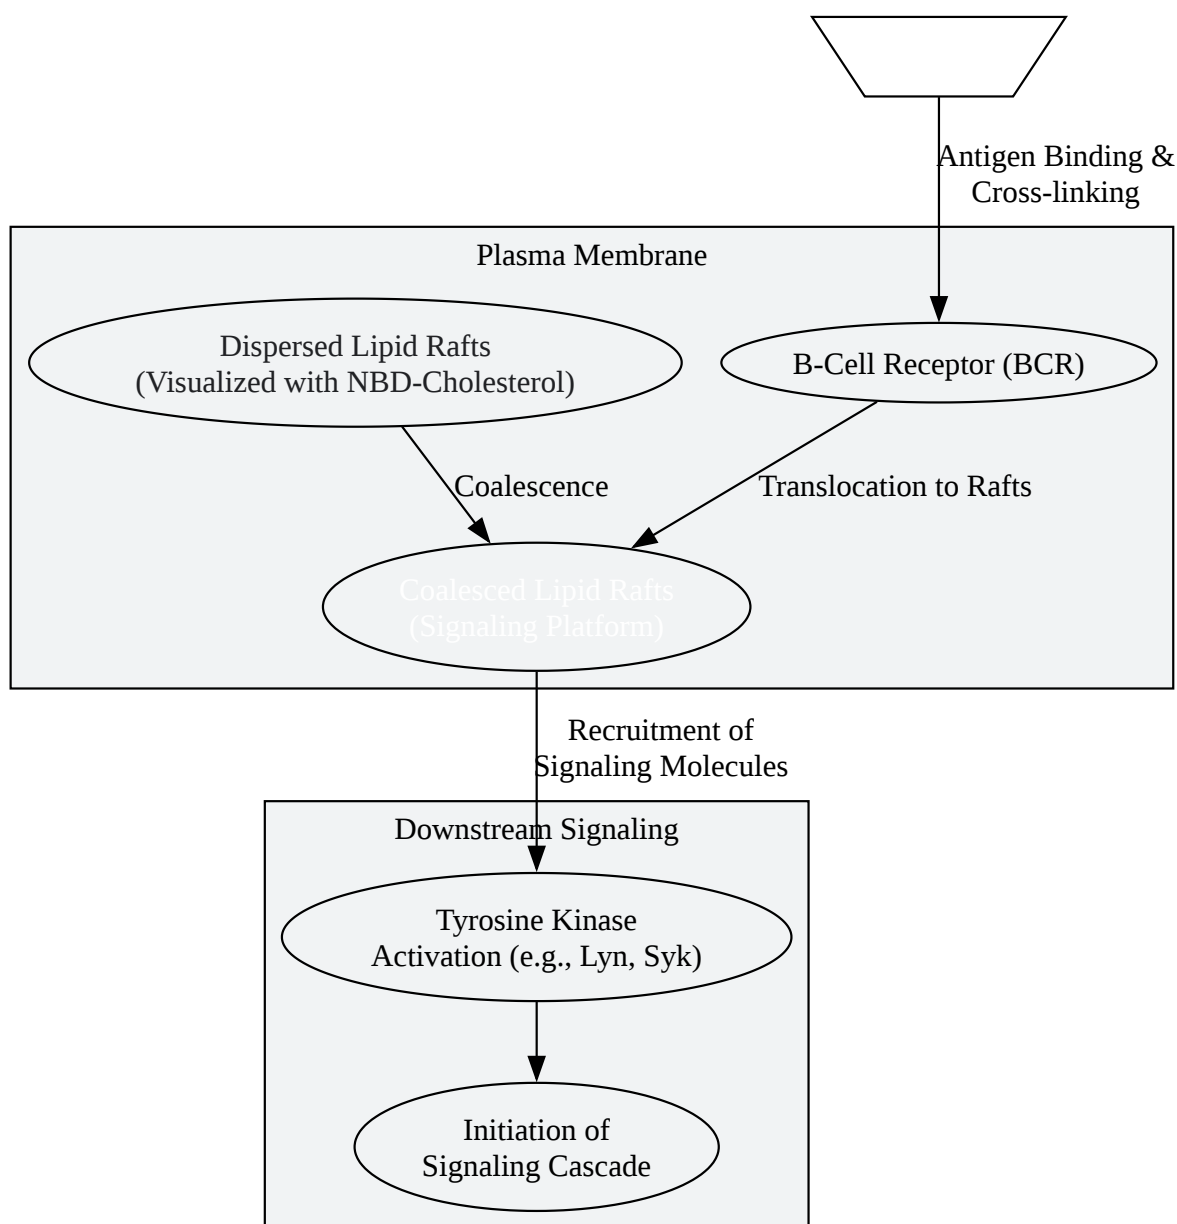 Antigen Binding &
Cross-linking
Plasma Membrane
Dispersed Lipid Rafts
(Visualized with NBD-Cholesterol)
B-Cell Receptor (BCR)
Coalescence
Translocation to Rafts
Coalesced Lipid Rafts
(Signaling Platform)
Recruitment of
Signaling Molecules
Downstream Signaling
Tyrosine Kinase
Activation (e.g., Lyn, Syk)
Initiation of
Signaling Cascade